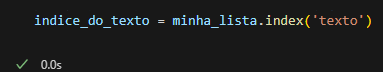 indice_do_texto = minha_lista.index('texto')
0.0s